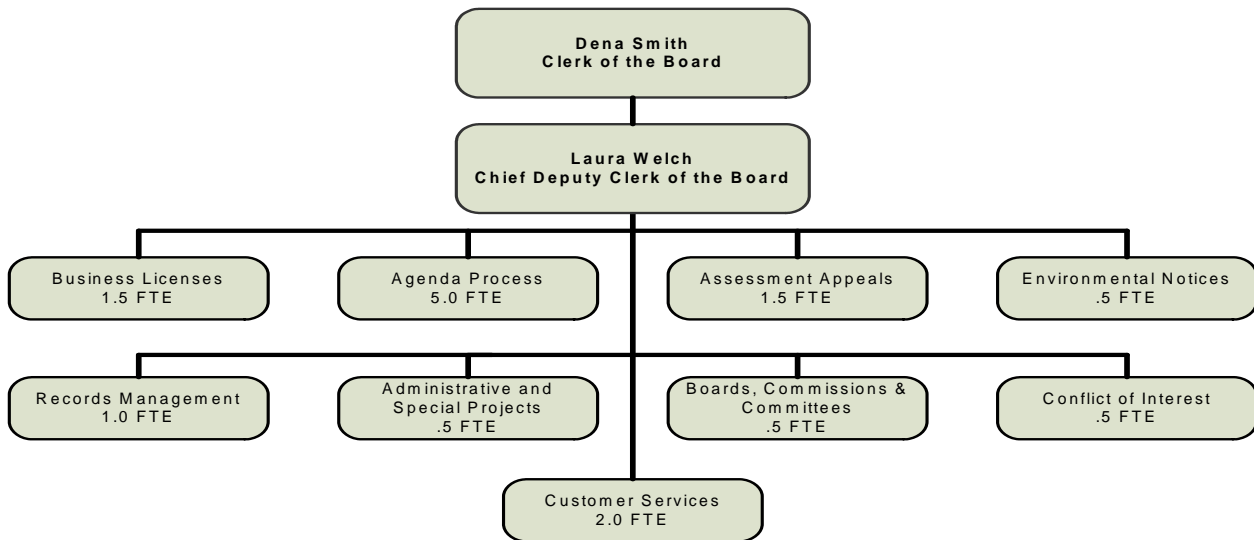 Dena Smith
Clerk of the Board
Laura Welch
Chief Deputy Clerk of the Board
Business Licenses
1.5 FTE
Agenda Process
5.0 FTE
Assessment Appeals
1.5 FTE
Environmental Notices
.5 FTE
Records Management
1.0 FTE
Administrative and
Special Projects
.5 FTE
Boards, Commissions &
Committees
.5 FTE
Conflict of Interest
.5 FTE
Customer Services
2.0 FTE